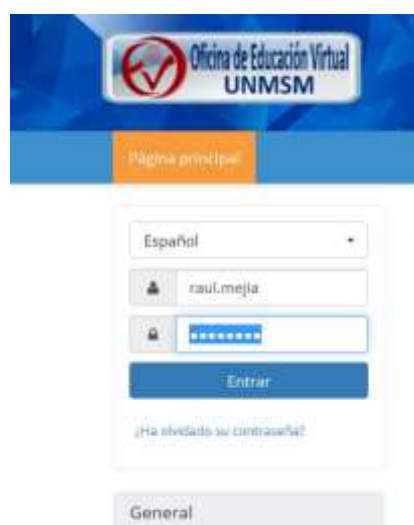 Oficina de Educación Virtual
UNMSM
Página principal
Español
raul.mejia
Entrar
¿Ha olvidado su contraseña?
General